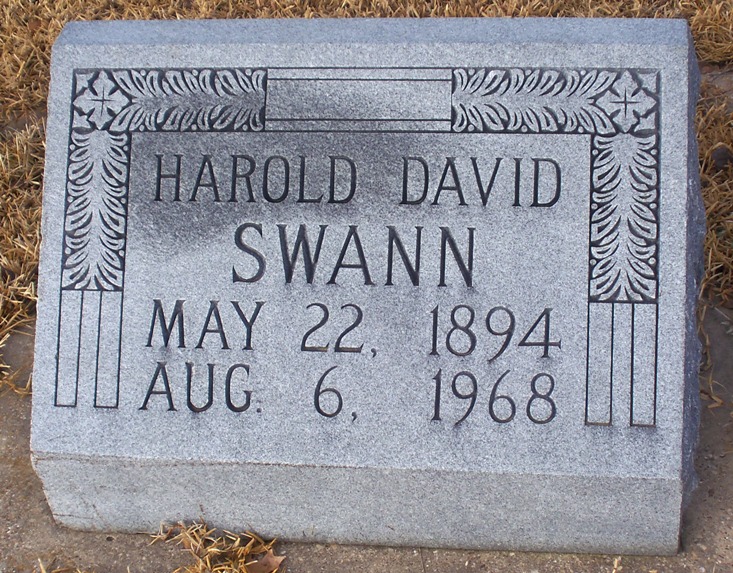 HAROLD DAVID
SWANN
MAY 22, 1894
AUG. 6, 1968